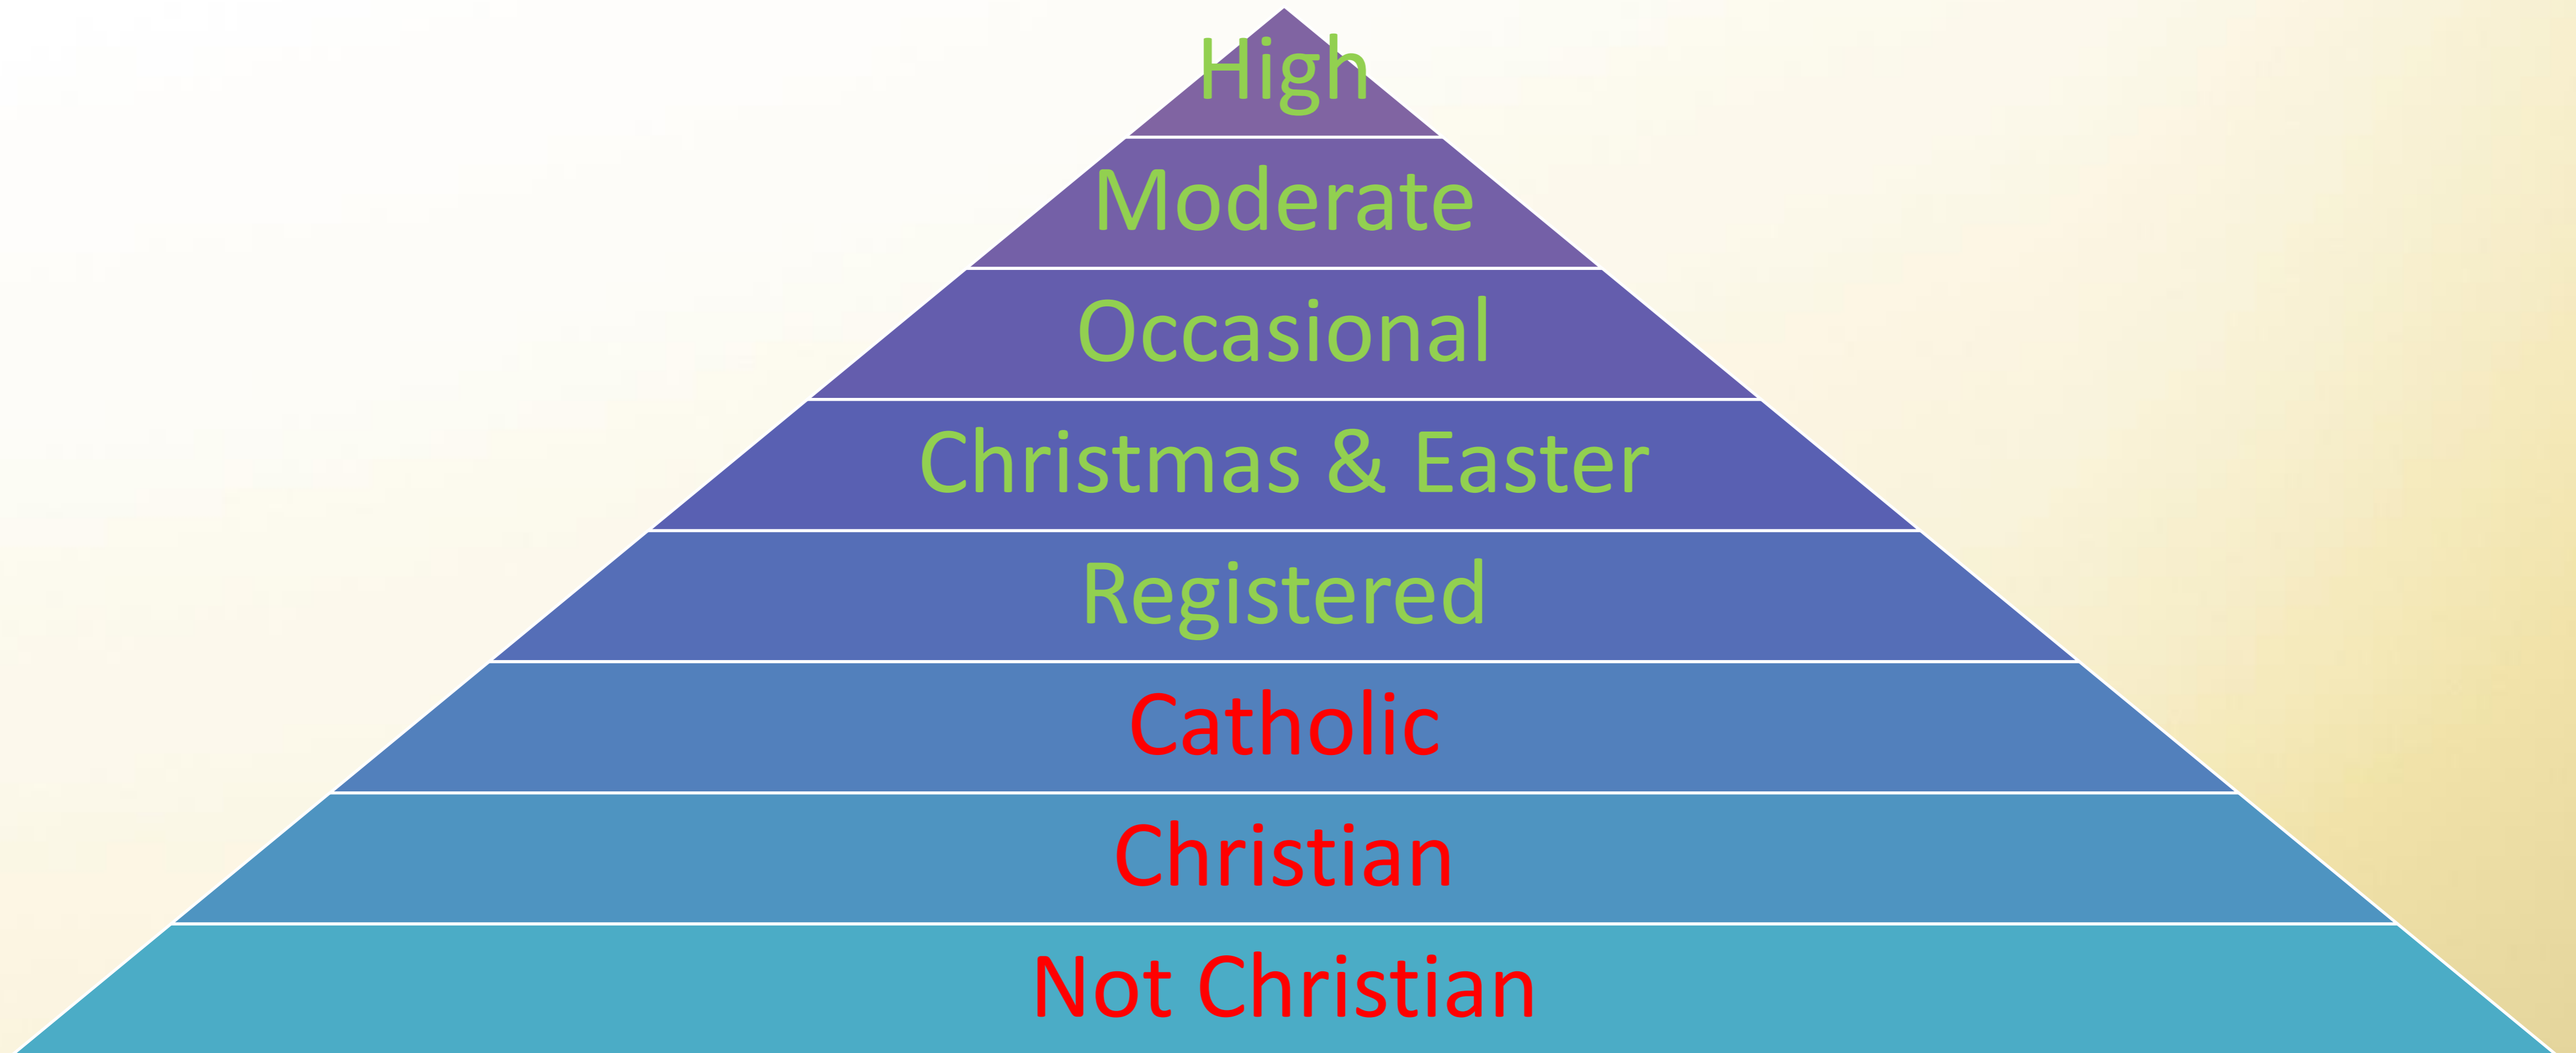 High
Moderate
Occasional
Christmas & Easter
Registered
Catholic
Christian
Not Christian